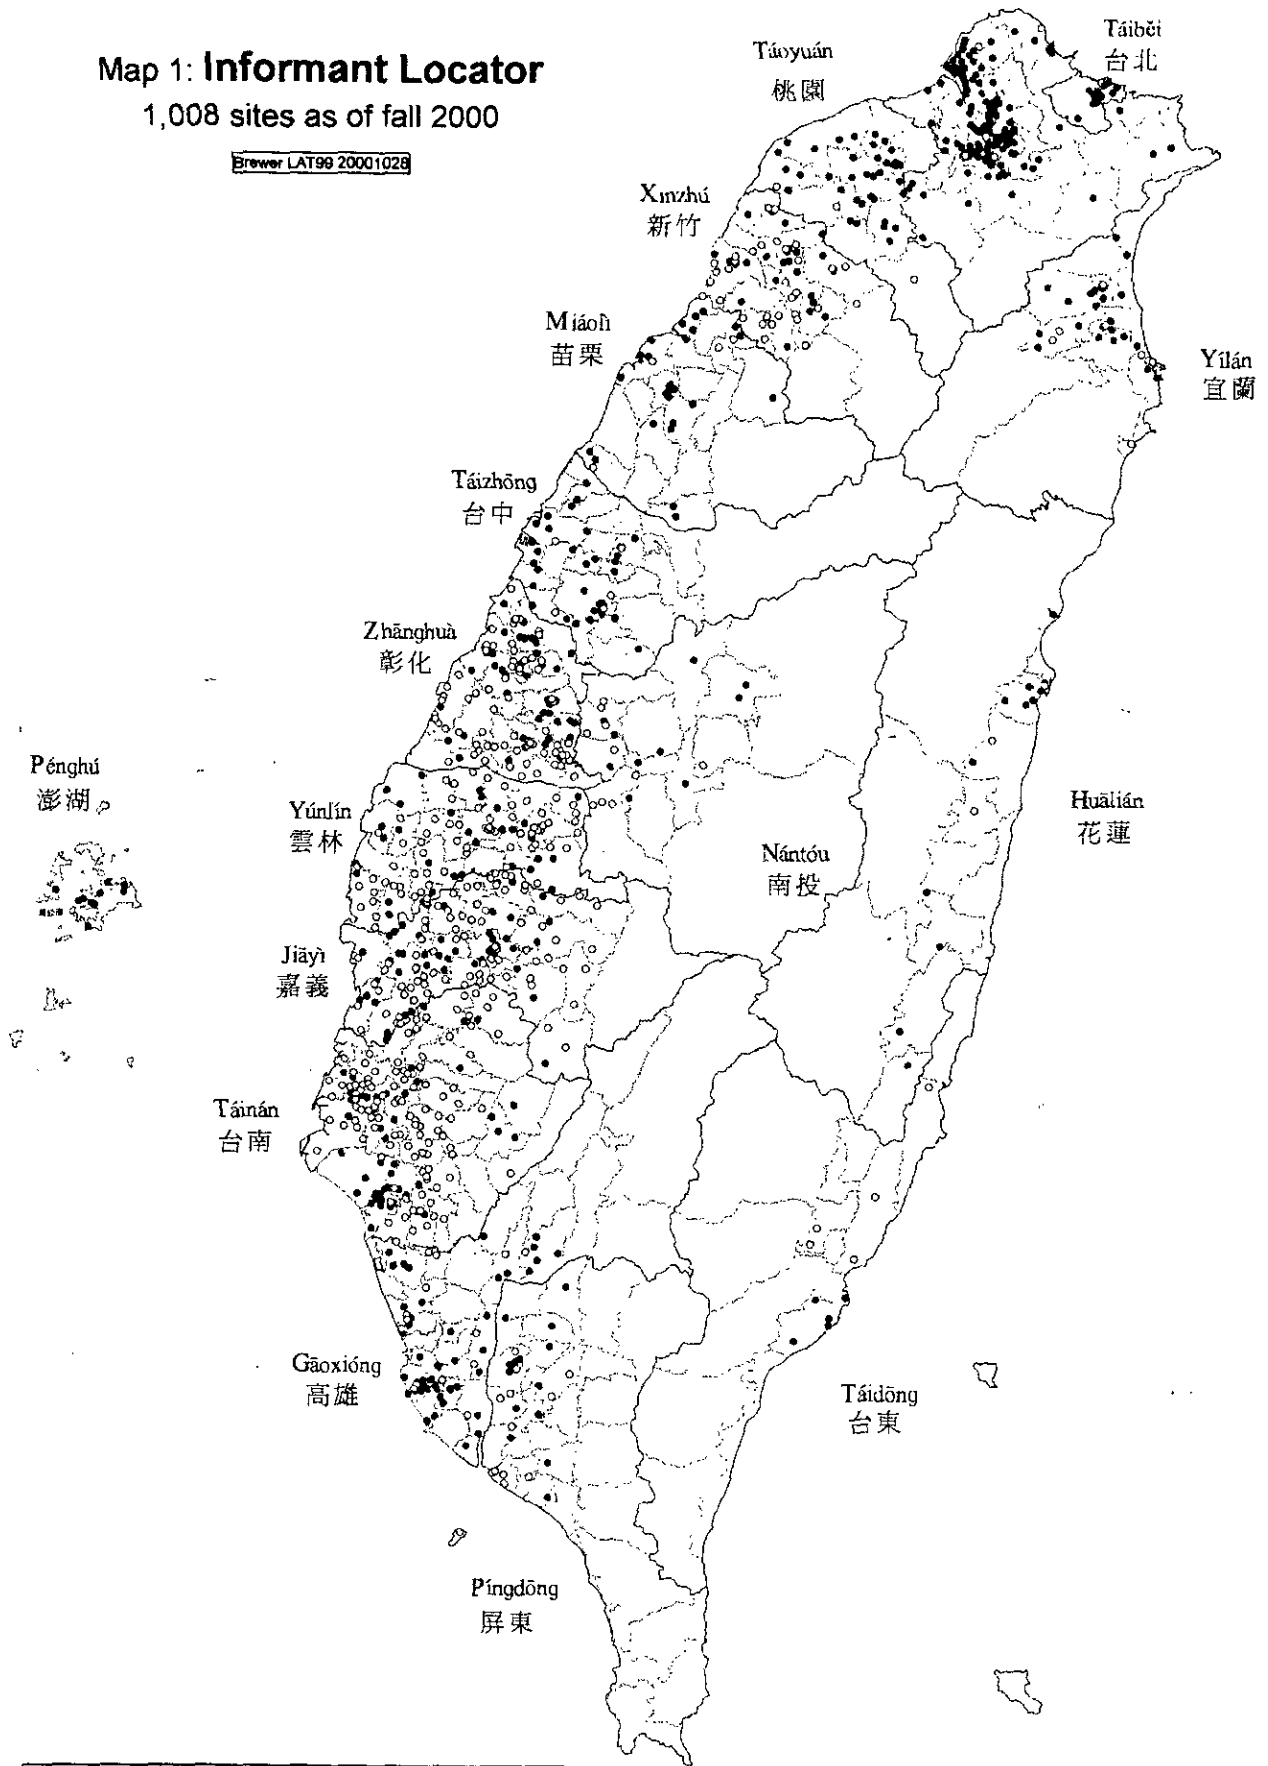 Map 1: Informant Locator
1,008 sites as of fall 2000
Brewer LAT99 20001028
Táiběi
台北
Táoyuán
桃園
Xīnzhú
新竹
Miáolì
苗栗
Yílán
宜蘭
Táizhōng
台中
Zhānghuà
彰化
Pénghú
澎湖
Yúnlín
雲林
Huālián
花蓮
Nántóu
南投
Jiāyì
嘉義
Táinán
台南
Gāoxióng
高雄
Táidōng
台東
Píngdōng
屏東